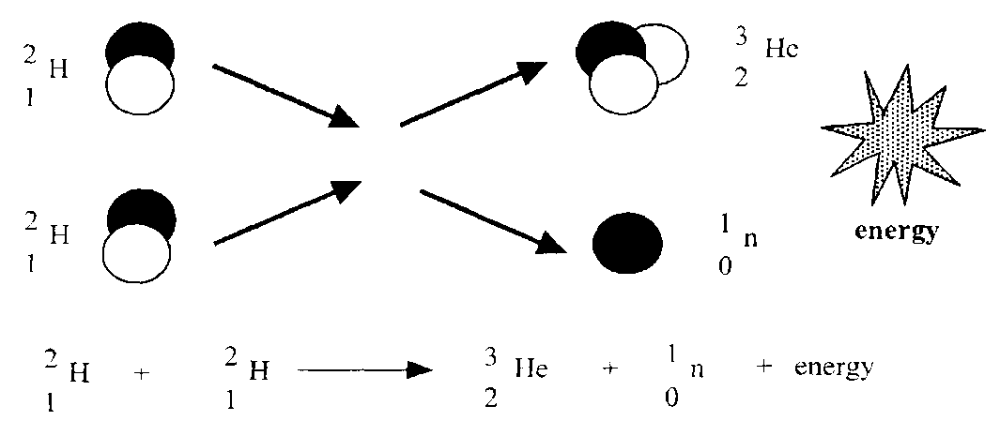 2 3
H He
1 2
2 1
H n
1 0
energy
2 2 3 1
H + H He + n + energy
1 1 2 0